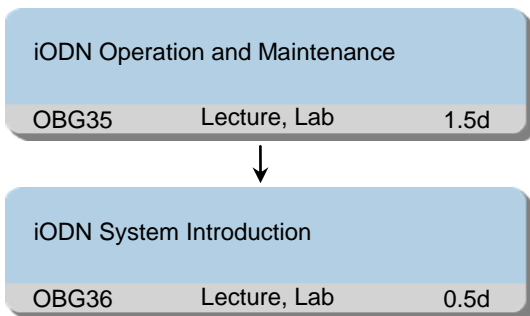 iODN Operation and Maintenance
OBG35 Lecture, Lab 1.5d
iODN System Introduction
OBG36 Lecture, Lab 0.5d